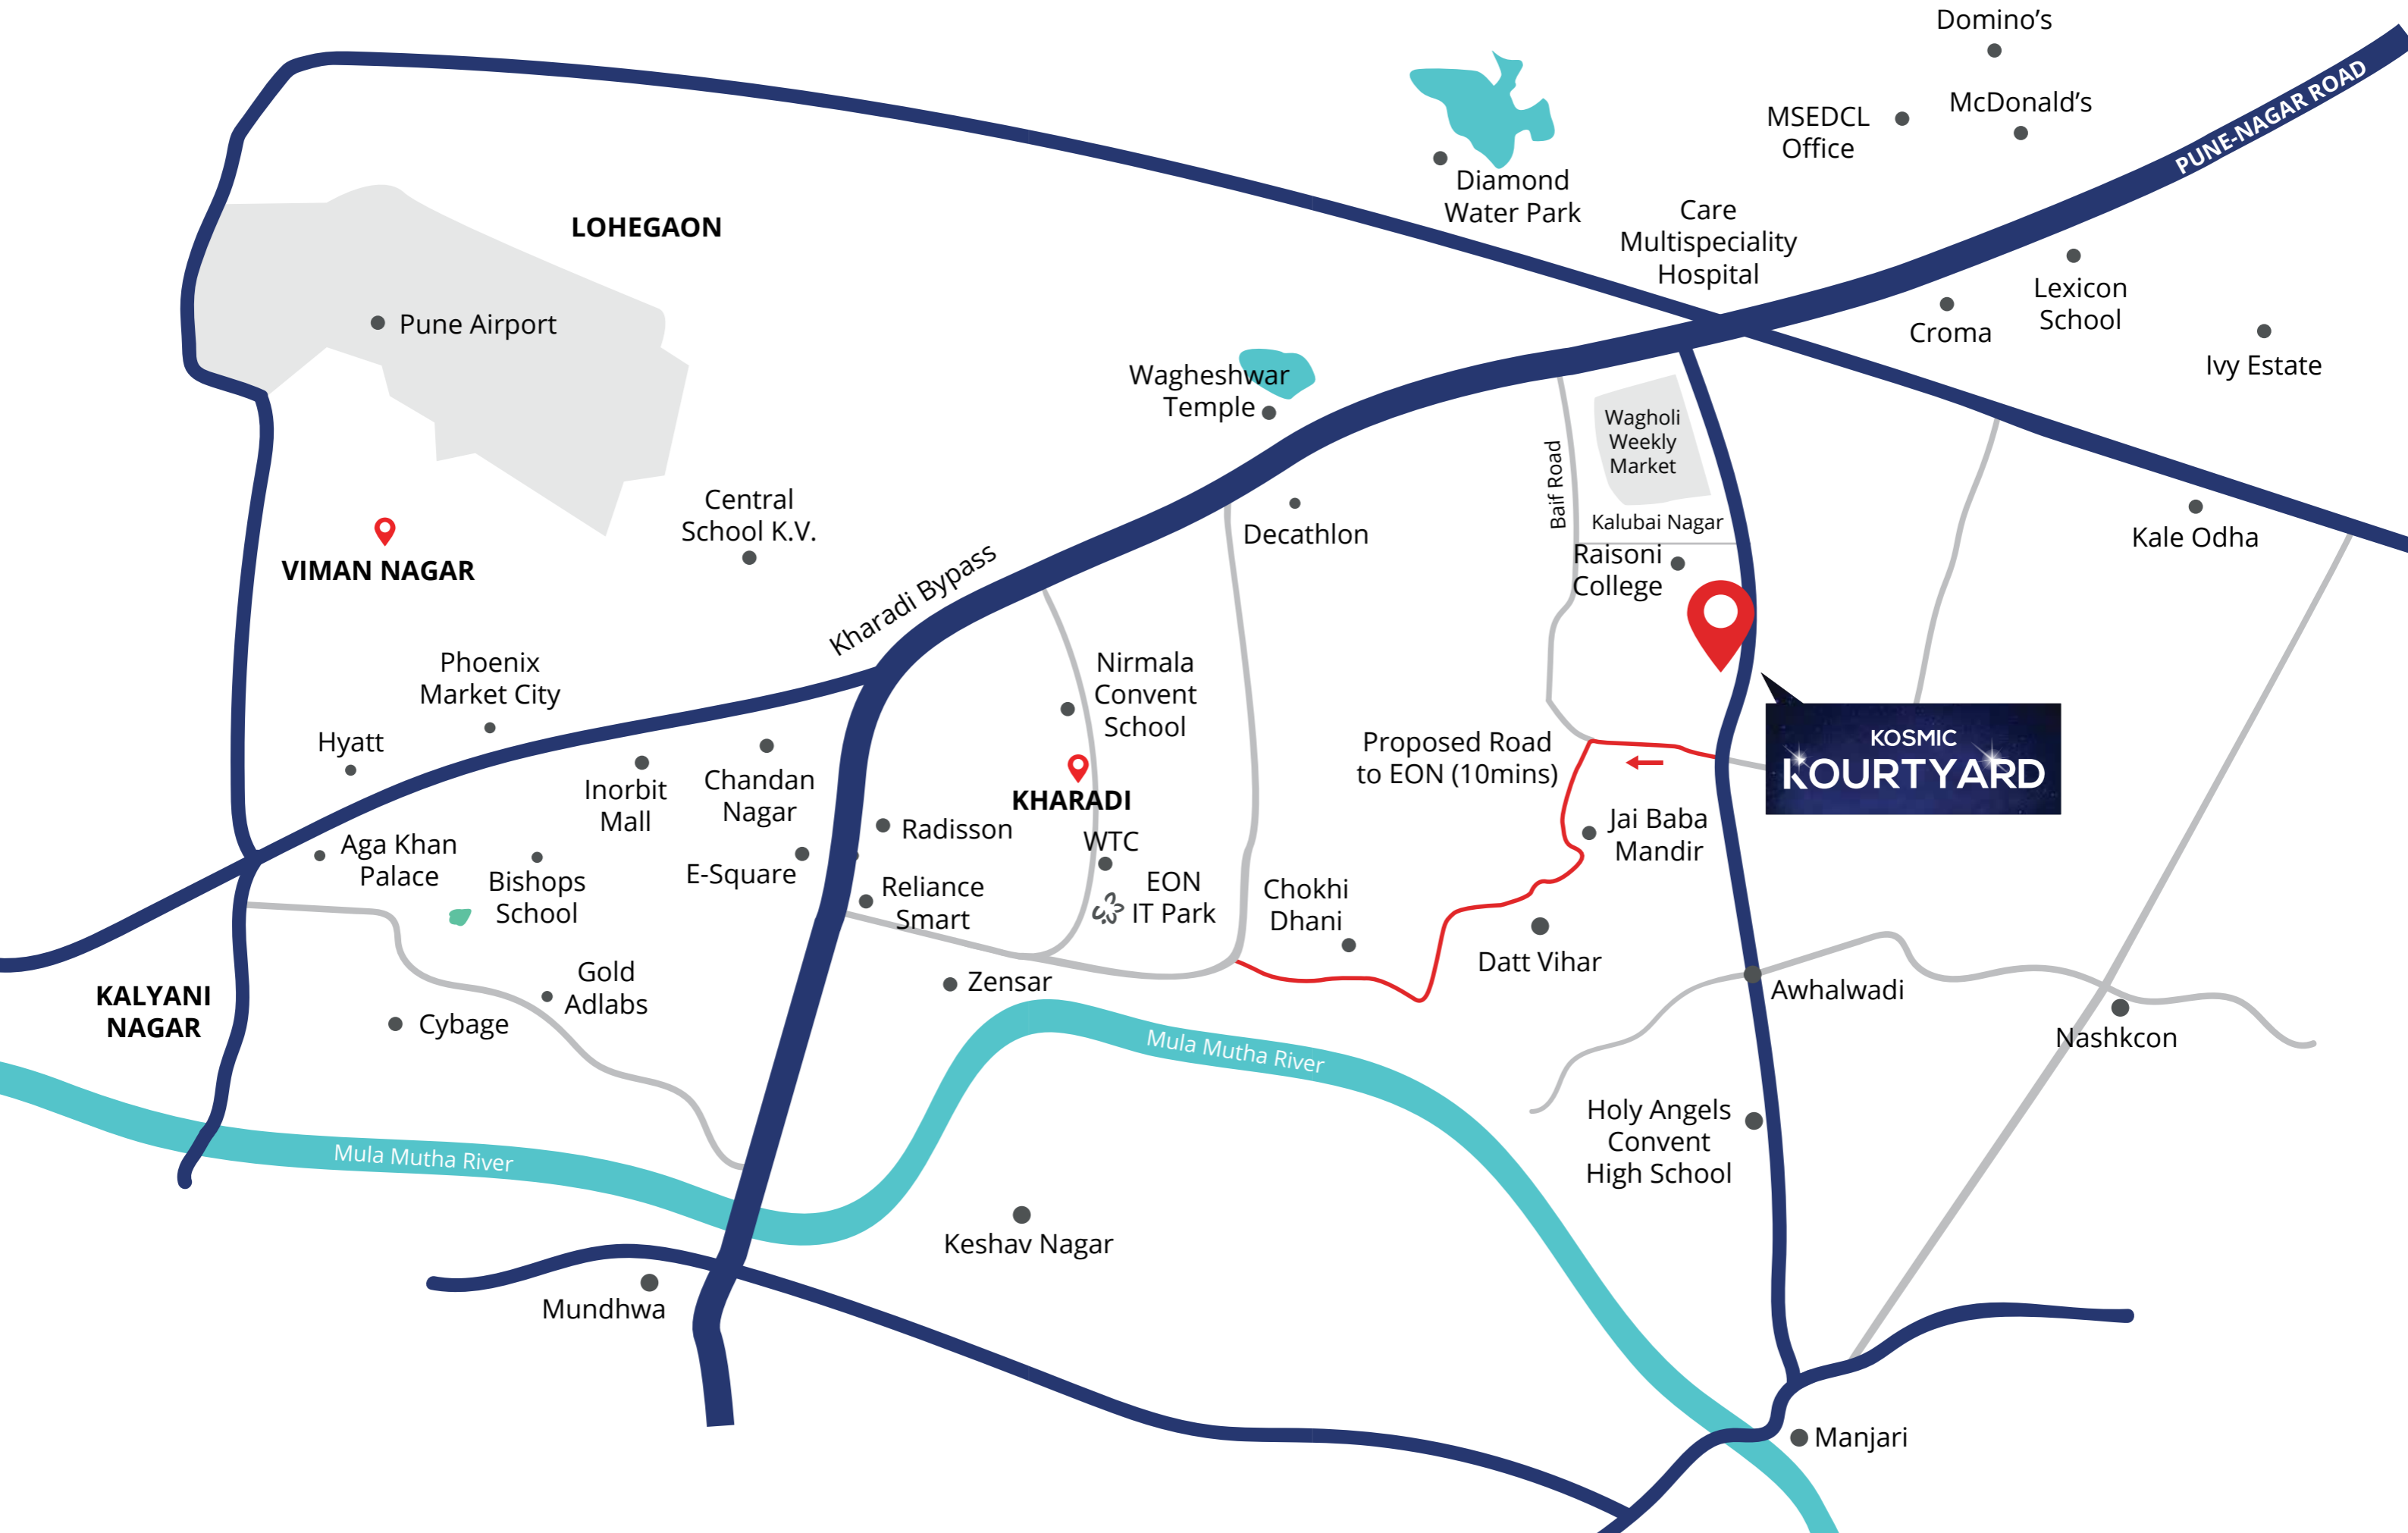 Domino’s
PUNE-NAGAR ROAD
McDonald’s
MSEDCL
Office
Diamond
Water Park
Care
Multispeciality
Hospital
LOHEGAON
Lexicon
School
Croma
Pune Airport
Ivy Estate
Wagheshwar
Temple
Wagholi
Weekly
Market
Baif Road
Central
School K.V.
Kalubai Nagar
Decathlon
Kale Odha
Raisoni
College
VIMAN NAGAR
Kharadi Bypass
Phoenix
Market City
Nirmala
Convent
School
Hyatt
Proposed Road
to EON (10mins)
KOSMIC
KOURTYARD
Inorbit
Mall
Chandan
Nagar
KHARADI
Radisson
Jai Baba
Mandir
WTC
Aga Khan
Palace
E-Square
Bishops
School
Reliance
Smart
EON
IT Park
Chokhi
Dhani
Datt Vihar
Gold
Adlabs
Zensar
Awhalwadi
KALYANI
NAGAR
Cybage
Nashkcon
Mula Mutha River
Holy Angels
Convent
High School
Mula Mutha River
Keshav Nagar
Mundhwa
Manjari